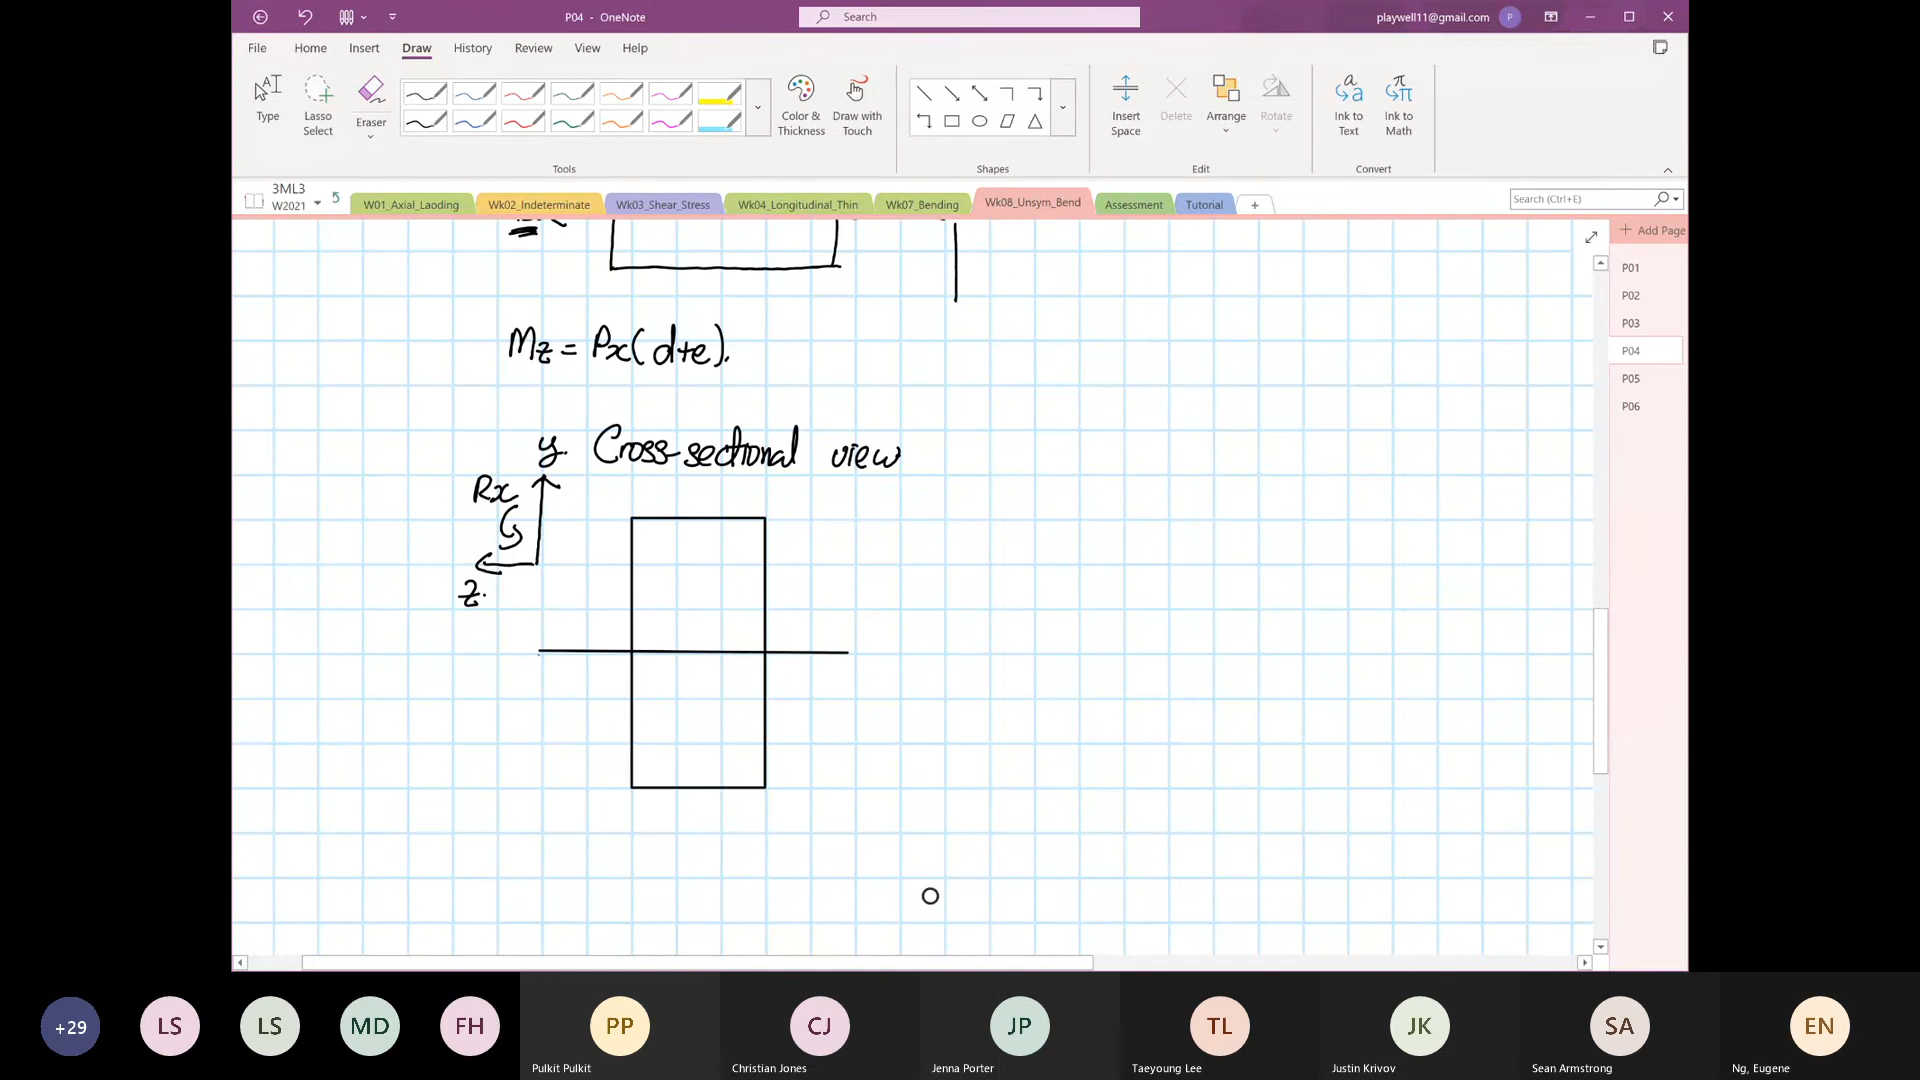 P04 - OneNote
Search
playwell11@gmail.com
P
File Home Insert Draw History Review View Help
Type
Lasso Select
Eraser
Color & Thickness
Draw with Touch
Insert Space
Delete
Arrange
Rotate
Ink to Text
Ink to Math
Tools
Shapes
Edit
Convert
3ML3 W2021
W01_Axial_Laoding
Wk02_Indeterminate
Wk03_Shear_Stress
Wk04_Longitudinal_Thin
Wk07_Bending
Wk08_Unsym_Bend
Assessment
Tutorial
+
Search (Ctrl+E)
Add Page
P01
P02
P03
P04
P05
P06
Mz = Px(d+e).
y. Cross-sectional view
Rx
z.
+29
LS
LS
MD
FH
PP
CJ
JP
TL
JK
SA
EN
Pulkit Pulkit
Christian Jones
Jenna Porter
Taeyoung Lee
Justin Krivov
Sean Armstrong
Ng, Eugene